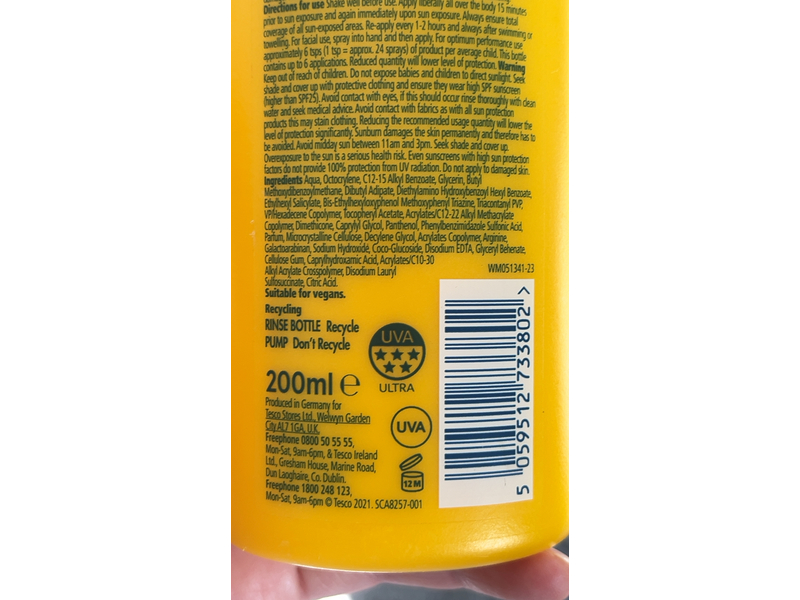 Directions for use Shake well before use. Apply liberally all over the body 15 minutes
prior to sun exposure and again immediately upon sun exposure. Always ensure total
coverage of all sun-exposed areas. Re-apply every 1-2 hours and always after swimming or
towelling. For facial use, spray into hand and then apply. For optimum performance use
approximately 6 tsps (1 tsp = approx. 24 sprays) of product per average child. This bottle
contains up to 6 applications. Reduced quantity will lower level of protection. Warning
Keep out of reach of children. Do not expose babies and children to direct sunlight. Seek
shade and cover up with protective clothing and ensure they wear high SPF sunscreen
(higher than SPF25). Avoid contact with eyes, if this should occur rinse thoroughly with clean
water and seek medical advice. Avoid contact with fabrics as with all sun protection
products this may stain clothing. Reducing the recommended usage quantity will lower the
level of protection significantly. Sunburn damages the skin permanently and therefore has to
be avoided. Avoid midday sun between 11am and 3pm. Seek shade and cover up.
Overexposure to the sun is a serious health risk. Even sunscreens with high sun protection
factors do not provide 100% protection from UV radiation. Do not apply to damaged skin.
Ingredients Aqua, Octocrylene, C12-15 Alkyl Benzoate, Glycerin, Butyl
Methoxydibenzoylmethane, Dibutyl Adipate, Diethylamino Hydroxybenzoyl Hexyl Benzoate,
Ethylhexyl Salicylate, Bis-Ethylhexyloxyphenol Methoxyphenyl Triazine, Triacontanyl PVP,
VP/Hexadecene Copolymer, Tocopheryl Acetate, Acrylates/C12-22 Alkyl Methacrylate
Copolymer, Dimethicone, Caprylyl Glycol, Panthenol, Phenylbenzimidazole Sulfonic Acid,
Parfum, Microcrystalline Cellulose, Decylene Glycol, Acrylates Copolymer, Arginine,
Galactoarabinan, Sodium Hydroxide, Coco-Glucoside, Disodium EDTA, Glyceryl Behenate,
Cellulose Gum, Caprylhydroxamic Acid, Acrylates/C10-30
Alkyl Acrylate Crosspolymer, Disodium Lauryl
Sulfosuccinate, Citric Acid.
WM051341-23
Suitable for vegans.
Recycling
RINSE BOTTLE Recycle
PUMP Don't Recycle
UVA
ULTRA
200ml e
UVA
12M
Produced in Germany for
Tesco Stores Ltd., Welwyn Garden
City AL7 1GA, U.K.
Freephone 0800 50 55 55,
Mon-Sat, 9am-6pm, & Tesco Ireland
Ltd., Gresham House, Marine Road,
Dun Laoghaire, Co. Dublin.
Freephone 1800 248 123,
Mon-Sat, 9am-6pm © Tesco 2021. SCA8257-001
5 059512 733802 >